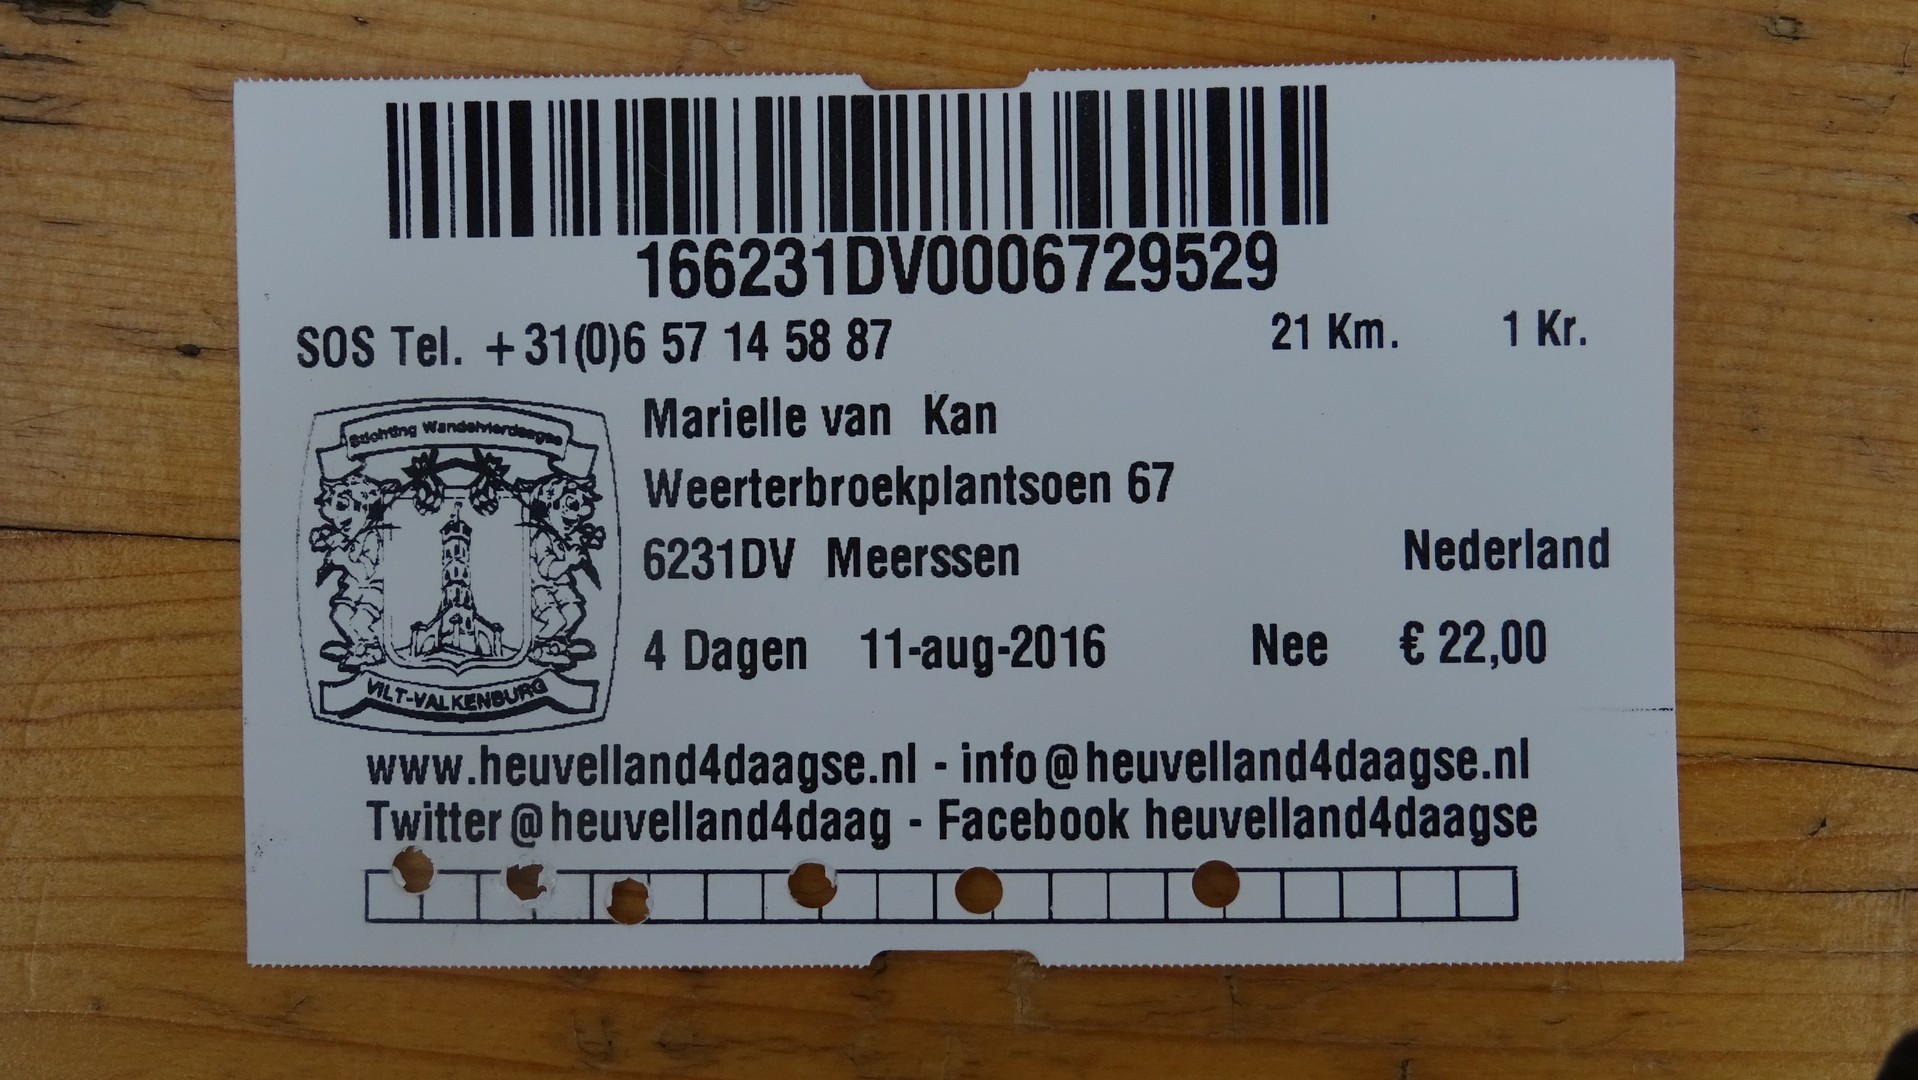 166231DV0006729529
SOS Tel. +31(0)6 57 14 58 87 21 Km. 1 Kr.
Stichting Wandelvierdaagse
VILT-VALKENBURG
Marielle van Kan
Weerterbroekplantsoen 67
6231DV Meerssen Nederland
4 Dagen 11-aug-2016 Nee € 22,00
www.heuvelland4daagse.nl - info@heuvelland4daagse.nl
Twitter@heuvelland4daag - Facebook heuvelland4daagse